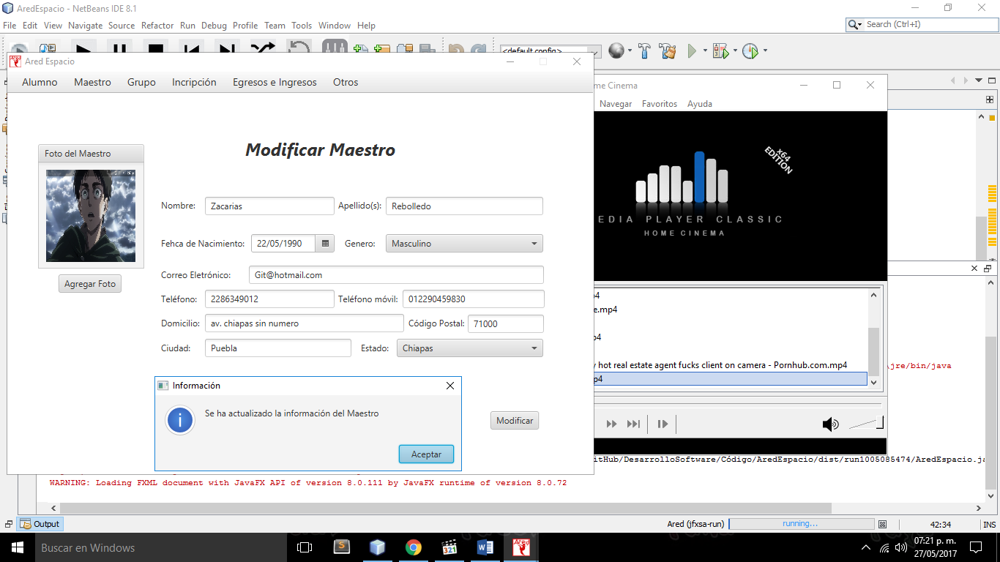 AredEspacio - NetBeans IDE 8.1
File Edit View Navigate Source Refactor Run Debug Profile Team Tools Window Help
Search (Ctrl+I)
<default config>
Ared Espacio
Alumno Maestro Grupo Incripción Egresos e Ingresos Otros
Foto del Maestro
Agregar Foto
Modificar Maestro
Nombre: Zacarias Apellido(s): Rebolledo
Fehca de Nacimiento: 22/05/1990 Genero: Masculino
Correo Eletrónico: Git@hotmail.com
Teléfono: 2286349012 Teléfono móvil: 012290459830
Domicilio: av. chiapas sin numero Código Postal: 71000
Ciudad: Puebla Estado: Chiapas
Información
Se ha actualizado la información del Maestro
Aceptar
Modificar
me Cinema
Navegar Favoritos Ayuda
x64
EDITION
EDIA PLAYER CLASSIC
HOME CINEMA
p4
e.mp4
p4
y hot real estate agent fucks client on camera - Pornhub.com.mp4
p4
\jre/bin/java
itHub/DesarrolloSoftware/Código/AredEspacio/dist/run1005085474/AredEspacio.ja
WARNING: Loading FXML document with JavaFX API of version 8.0.111 by JavaFX runtime of version 8.0.72
Output
Ared (jfxsa-run) running... 42:34 INS
Buscar en Windows
321
07:21 p. m.
27/05/2017